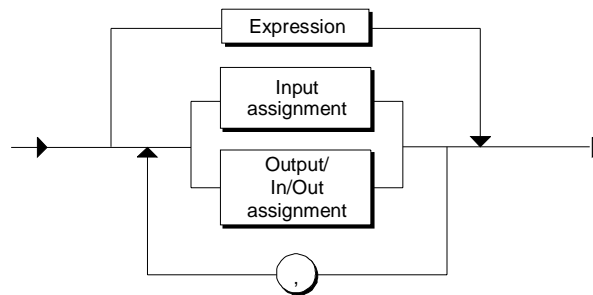 Expression
Input
assignment
Output/
In/Out
assignment
,